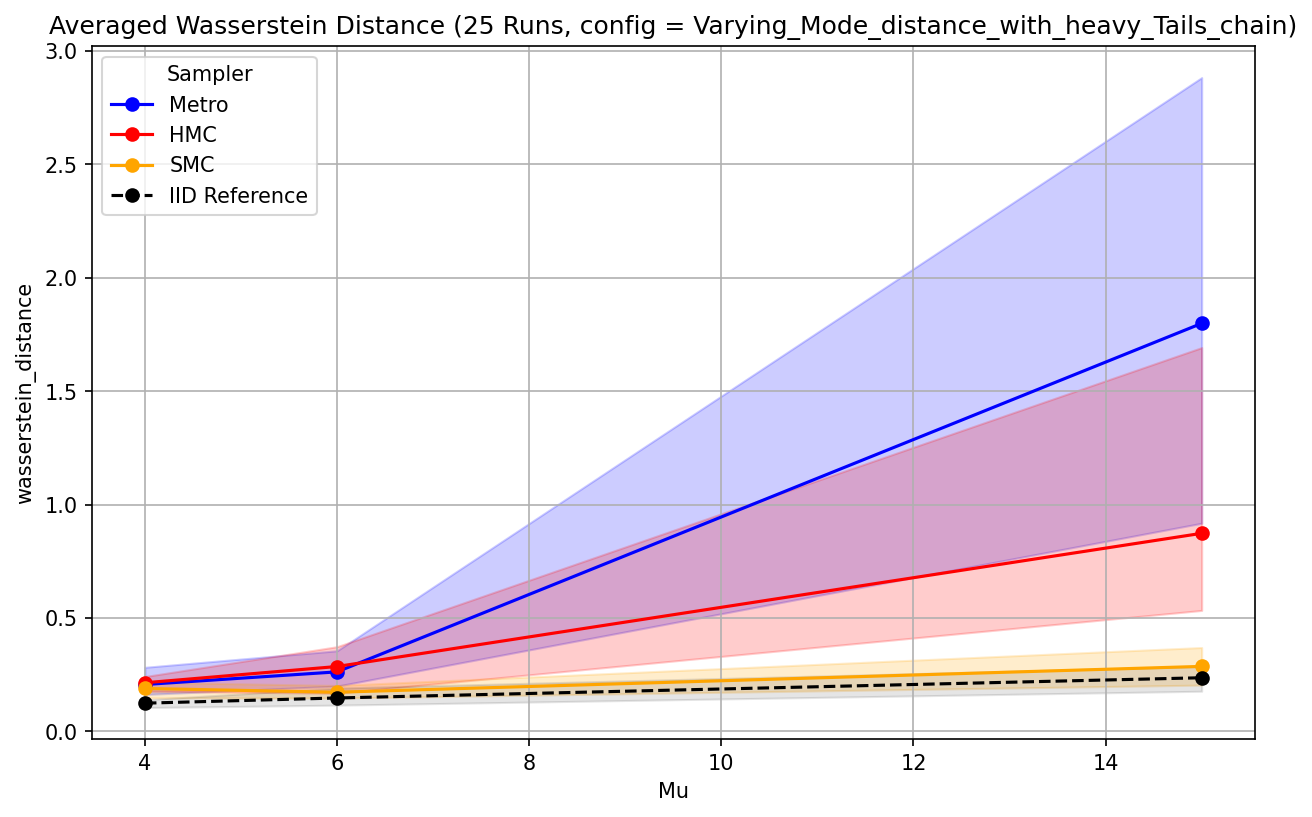 Averaged Wasserstein Distance (25 Runs, config = Varying_Mode_distance_with_heavy_Tails_chain)
3.0
2.5
2.0
1.5
1.0
0.5
0.0
wasserstein_distance
Sampler
Metro
HMC
SMC
IID Reference
4
6
8
10
12
14
Mu